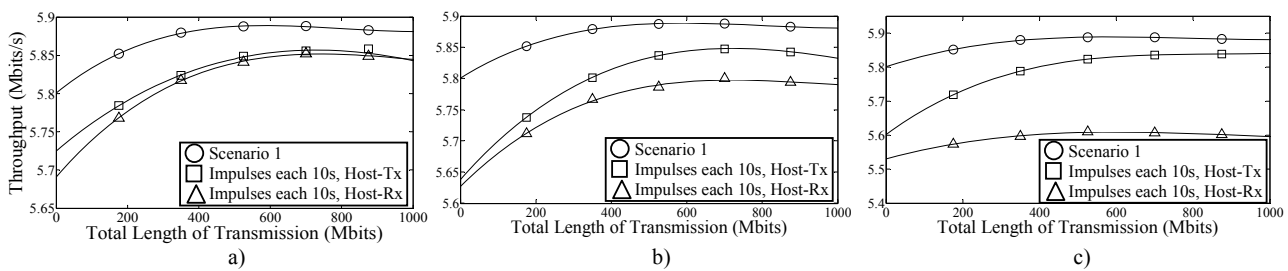 Throughput (Mbits/s)
5.9
5.85
5.8
5.75
5.7
5.65
0 200 400 600 800 1000
Scenario 1
Impulses each 10s, Host-Tx
Impulses each 10s, Host-Rx
Total Length of Transmission (Mbits)
a)
5.9
5.85
5.8
5.75
5.7
5.65
5.6
0 200 400 600 800 1000
Scenario 1
Impulses each 10s, Host-Tx
Impulses each 10s, Host-Rx
Total Length of Transmission (Mbits)
b)
5.9
5.8
5.7
5.6
5.5
5.4
0 200 400 600 800 1000
Scenario 1
Impulses each 10s, Host-Tx
Impulses each 10s, Host-Rx
Total Length of Transmission (Mbits)
c)